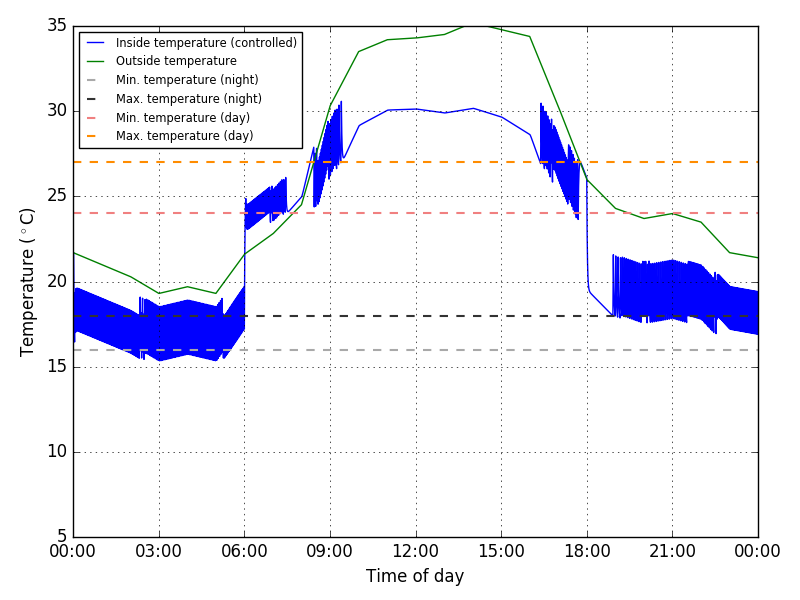 35
30
25
20
15
10
5
Temperature (°C)
Inside temperature (controlled)
Outside temperature
Min. temperature (night)
Max. temperature (night)
Min. temperature (day)
Max. temperature (day)
00:00 03:00 06:00 09:00 12:00 15:00 18:00 21:00 00:00
Time of day